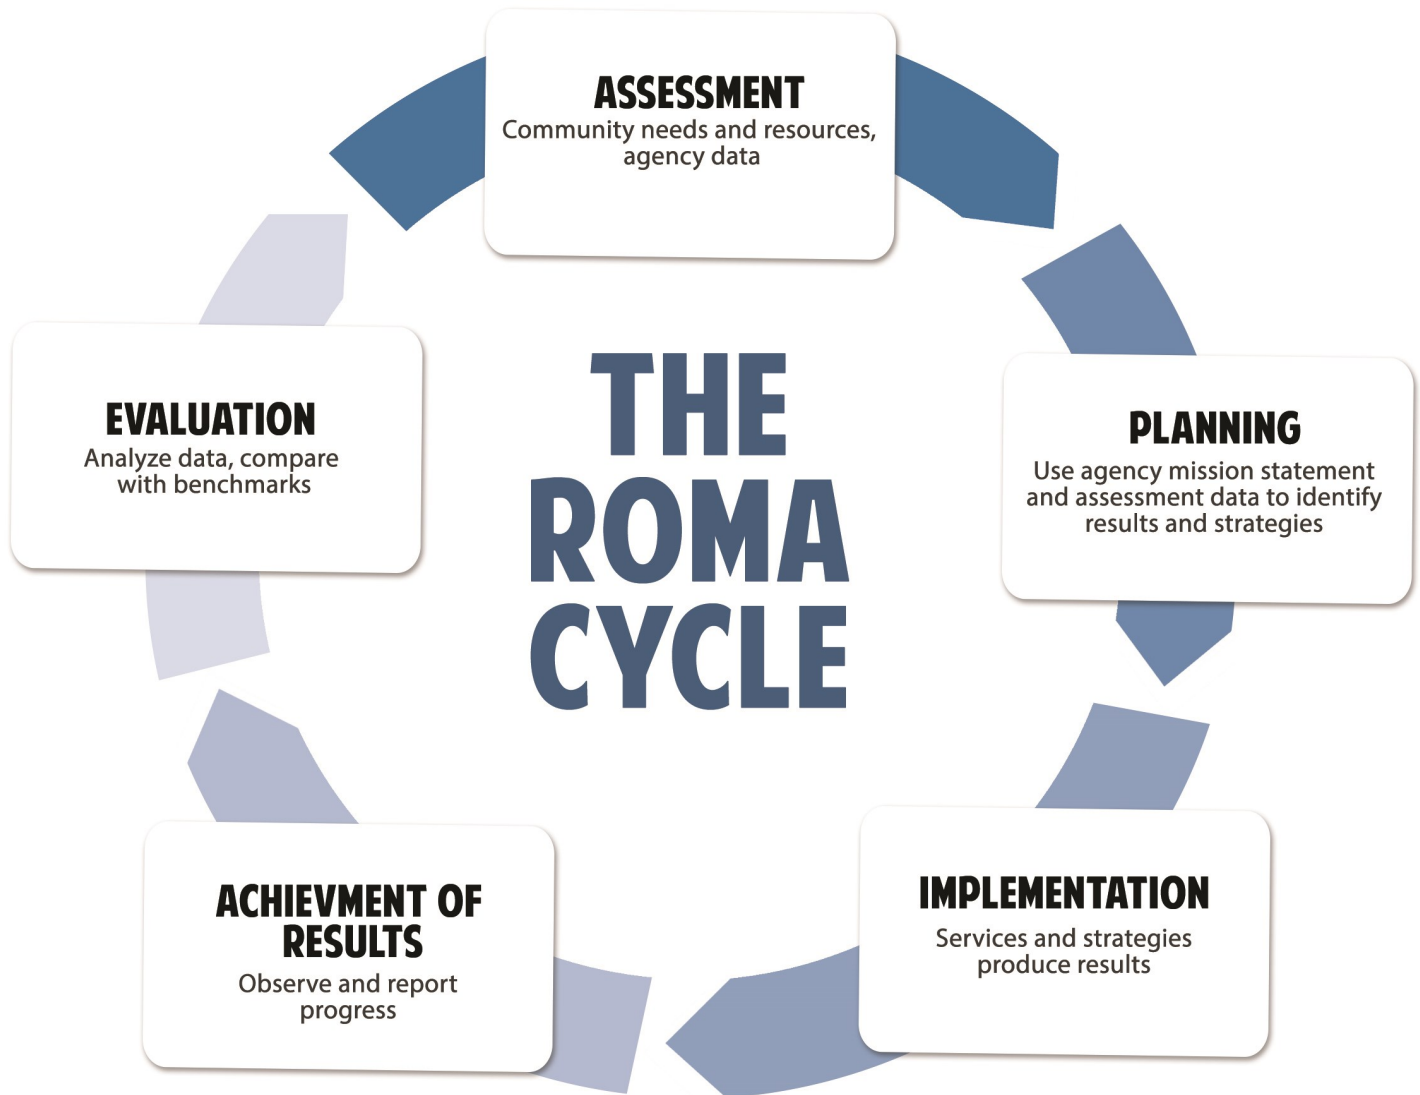 ASSESSMENT
Community needs and resources,
agency data
THE
ROMA
CYCLE
PLANNING
Use agency mission statement
and assessment data to identify
results and strategies
IMPLEMENTATION
Services and strategies
produce results
ACHIEVMENT OF
RESULTS
Observe and report
progress
EVALUATION
Analyze data, compare
with benchmarks